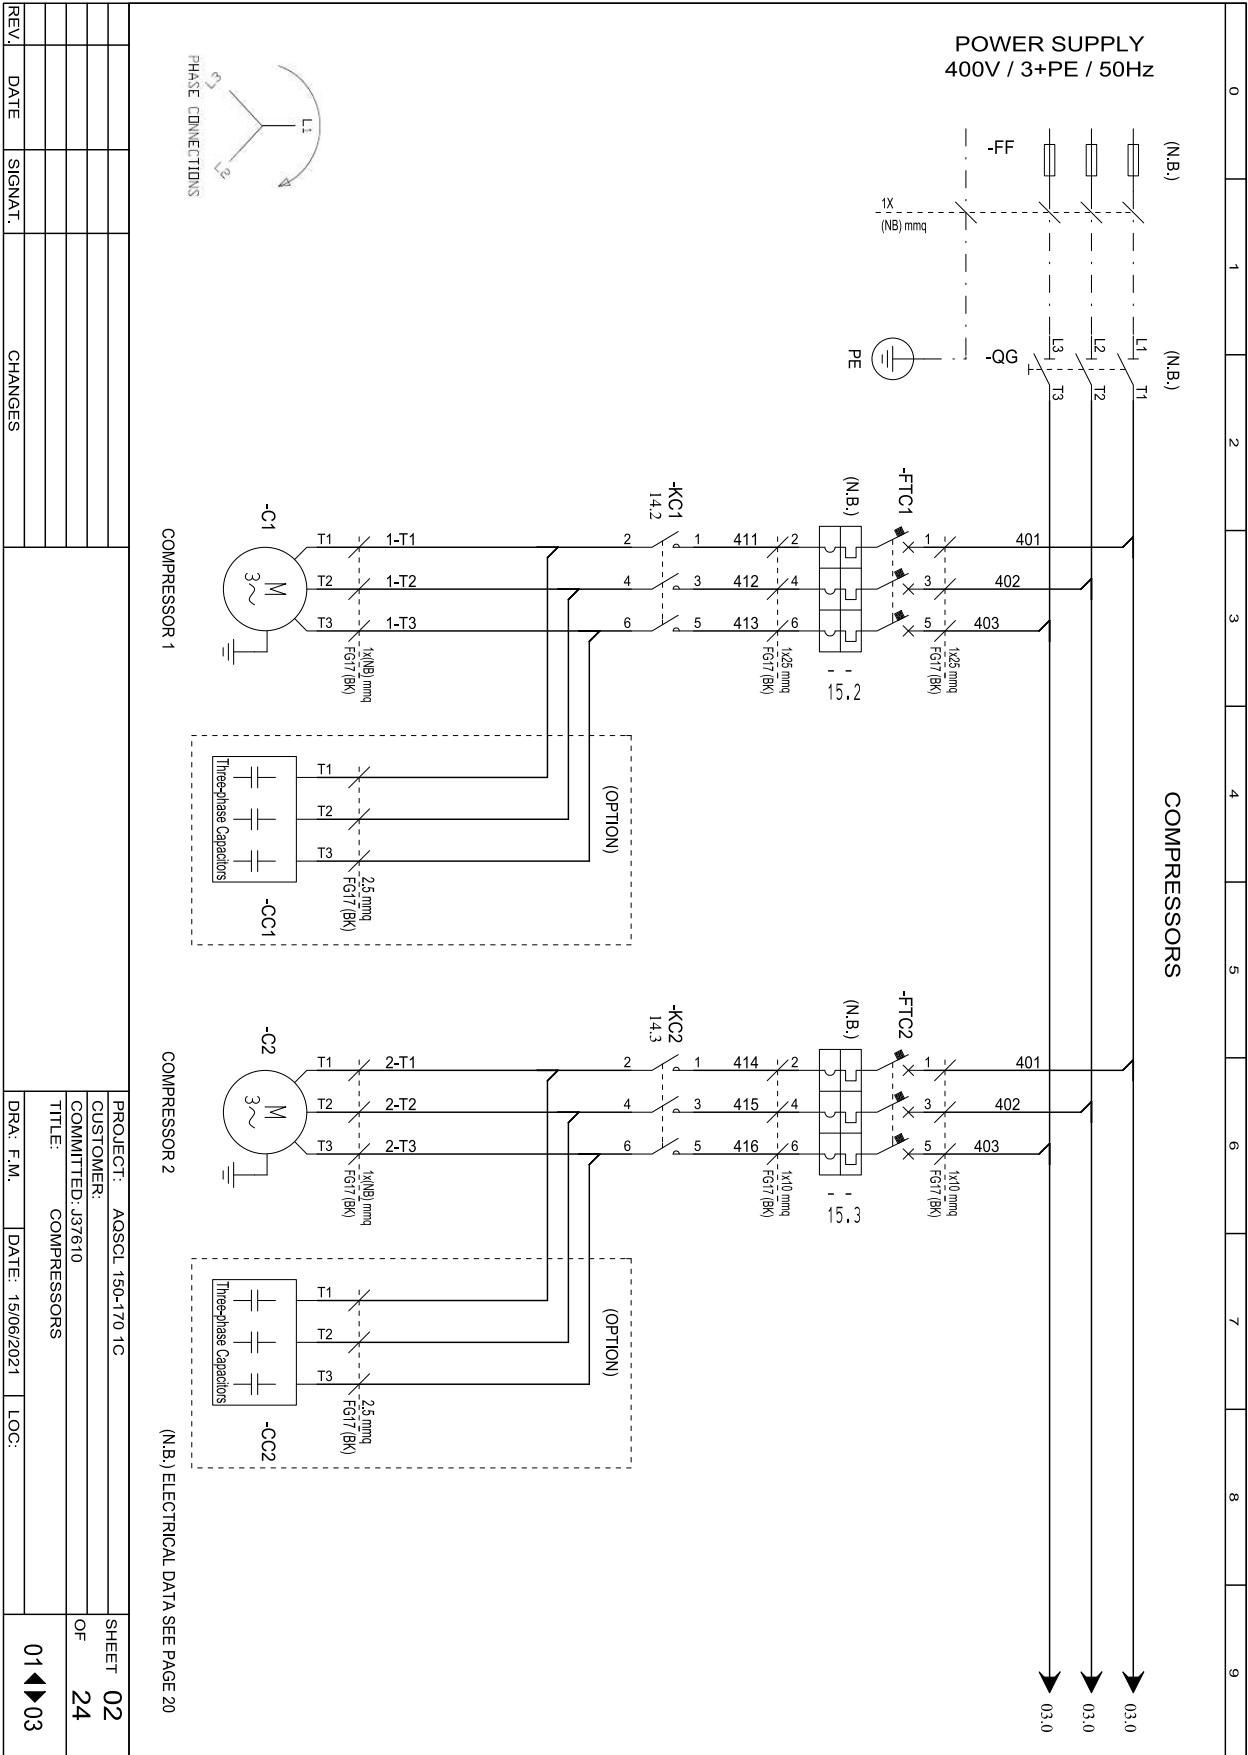 0 1 2 3 4 5 6 7 8 9
COMPRESSORS
POWER SUPPLY
400V / 3+PE / 50Hz
(N.B.)
(N.B.)
-FF
1X
(NB) mmq
L1
L2
L3
T1
T2
T3
-QG
PE
03.0
03.0
03.0
401
402
403
1x25 mmq
FG17 (BK)
1
3
5
-FTC1
(N.B.)
15.2
2
4
6
1x25 mmq
FG17 (BK)
411
412
413
1
3
5
-KC1
14.2
2
4
6
1-T1
1-T2
1-T3
1x(NB) mmq
FG17 (BK)
T1
T2
T3
-C1
M
3~
COMPRESSOR 1
(OPTION)
T1
T2
T3
2,5 mmq
FG17 (BK)
Three-phase Capacitors
-CC1
401
402
403
1x10 mmq
FG17 (BK)
1
3
5
-FTC2
(N.B.)
15.3
2
4
6
1x10 mmq
FG17 (BK)
414
415
416
1
3
5
-KC2
14.3
2
4
6
2-T1
2-T2
2-T3
1x(NB) mmq
FG17 (BK)
T1
T2
T3
-C2
M
3~
COMPRESSOR 2
(OPTION)
T1
T2
T3
2,5 mmq
FG17 (BK)
Three-phase Capacitors
-CC2
L1
L2
L3
PHASE CONNECTIONS
(N.B.) ELECTRICAL DATA SEE PAGE 20
REV. DATE SIGNAT. CHANGES
PROJECT: AQSCL 150-170 1C
CUSTOMER:
COMMITTED: J37610
TITLE: COMPRESSORS
DRA: F.M. DATE: 15/06/2021 LOC:
SHEET 02
OF 24
01◀▶03